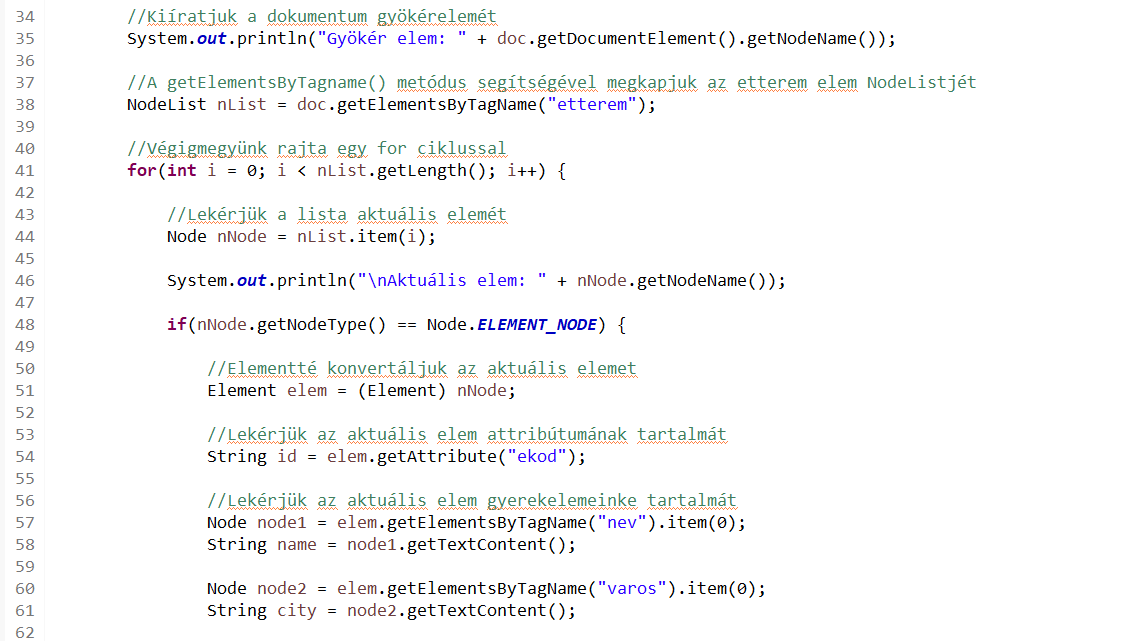 34 //Kiíratjuk a dokumentum gyökérelemét
35 System.out.println("Gyökér elem: " + doc.getDocumentElement().getNodeName());
36
37 //A getElementsByTagname() metódus segítségével megkapjuk az etterem elem NodeListjét
38 NodeList nList = doc.getElementsByTagName("etterem");
39
40 //Végigmegyünk rajta egy for ciklussal
41 for(int i = 0; i < nList.getLength(); i++) {
42
43 //Lekérjük a lista aktuális elemét
44 Node nNode = nList.item(i);
45
46 System.out.println("\nAktuális elem: " + nNode.getNodeName());
47
48 if(nNode.getNodeType() == Node.ELEMENT_NODE) {
49
50 //Elementté konvertáljuk az aktuális elemet
51 Element elem = (Element) nNode;
52
53 //Lekérjük az aktuális elem attribútumának tartalmát
54 String id = elem.getAttribute("ekod");
55
56 //Lekérjük az aktuális elem gyerekelemeinke tartalmát
57 Node node1 = elem.getElementsByTagName("nev").item(0);
58 String name = node1.getTextContent();
59
60 Node node2 = elem.getElementsByTagName("varos").item(0);
61 String city = node2.getTextContent();
62